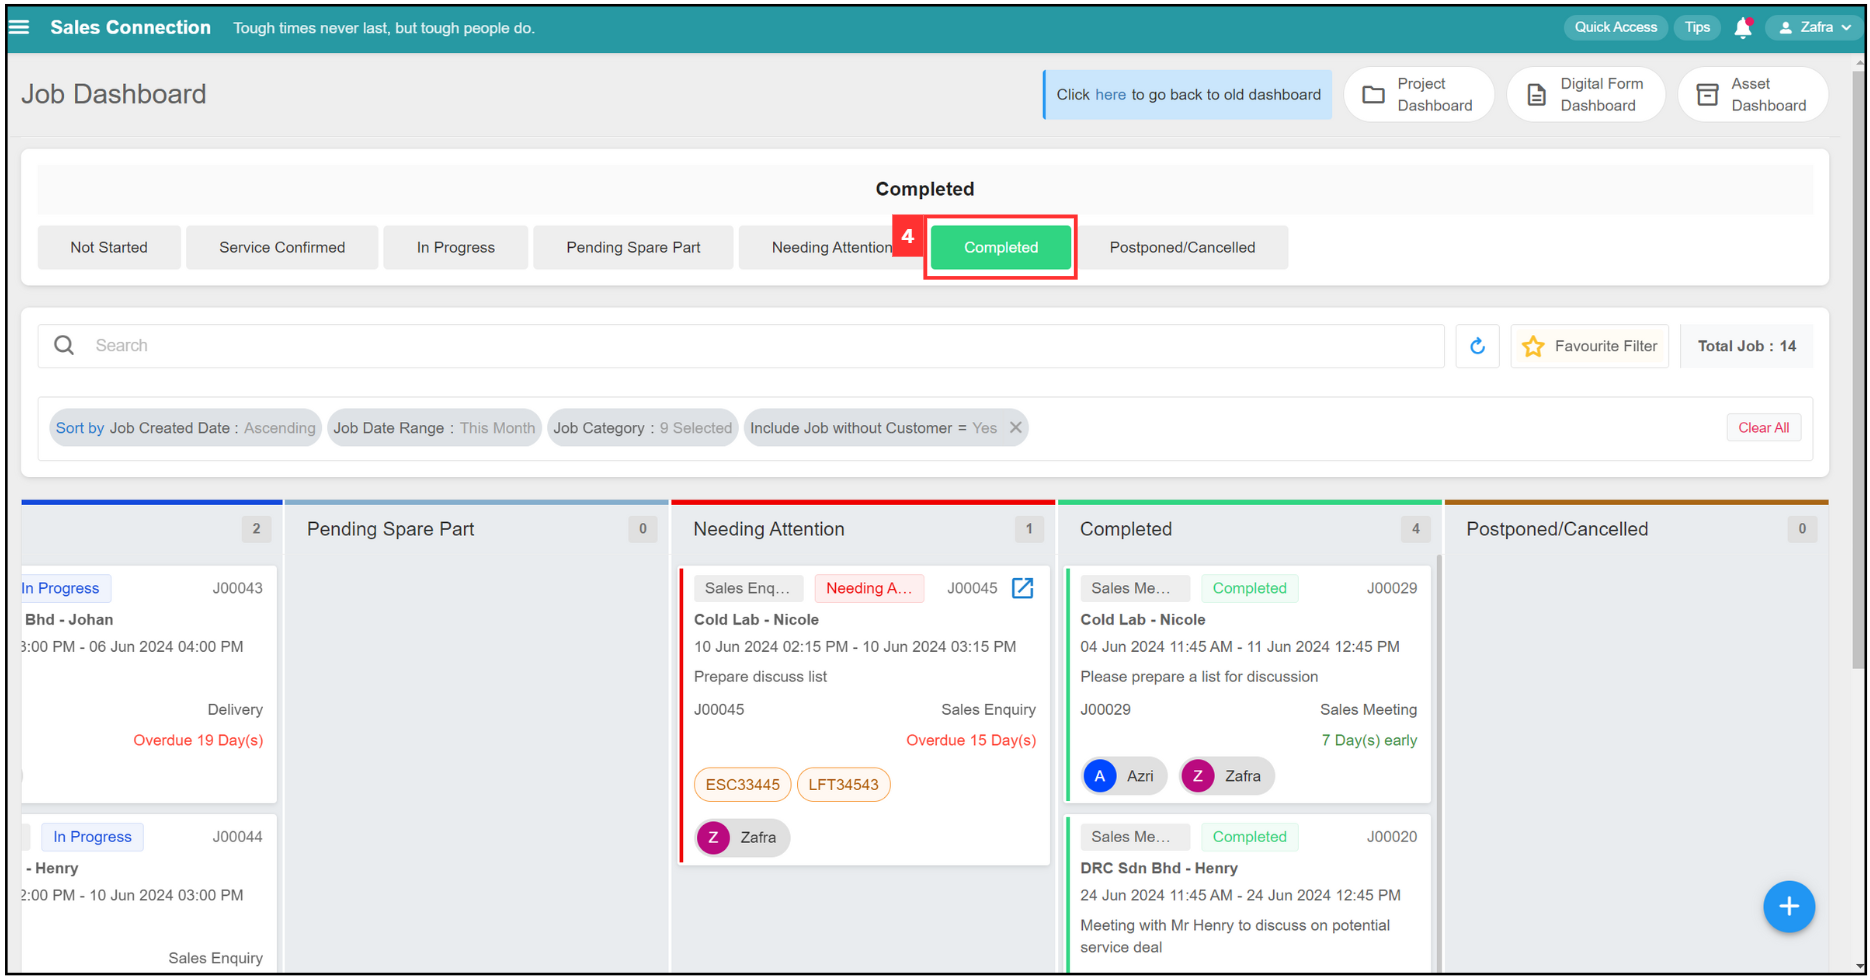 Sales Connection
Tough times never last, but tough people do.
Quick Access
Tips
Zafra
Job Dashboard
Click here to go back to old dashboard
Project
Dashboard
Digital Form
Dashboard
Asset
Dashboard
Completed
Not Started
Service Confirmed
In Progress
Pending Spare Part
Needing Attention
4
Completed
Postponed/Cancelled
Search
Favourite Filter
Total Job : 14
Sort by Job Created Date : Ascending
Job Date Range : This Month
Job Category : 9 Selected
Include Job without Customer = Yes
Clear All
2
In Progress
J00043
Bhd - Johan
3:00 PM - 06 Jun 2024 04:00 PM
Delivery
Overdue 19 Day(s)
In Progress
J00044
- Henry
2:00 PM - 10 Jun 2024 03:00 PM
Sales Enquiry
Pending Spare Part
0
Needing Attention
1
Sales Enq...
Needing A...
J00045
Cold Lab - Nicole
10 Jun 2024 02:15 PM - 10 Jun 2024 03:15 PM
Prepare discuss list
J00045
Sales Enquiry
Overdue 15 Day(s)
ESC33445
LFT34543
Z
Zafra
Completed
4
Sales Me...
Completed
J00029
Cold Lab - Nicole
04 Jun 2024 11:45 AM - 11 Jun 2024 12:45 PM
Please prepare a list for discussion
J00029
Sales Meeting
7 Day(s) early
A
Azri
Z
Zafra
Sales Me...
Completed
J00020
DRC Sdn Bhd - Henry
24 Jun 2024 11:45 AM - 24 Jun 2024 12:45 PM
Meeting with Mr Henry to discuss on potential
service deal
Postponed/Cancelled
0